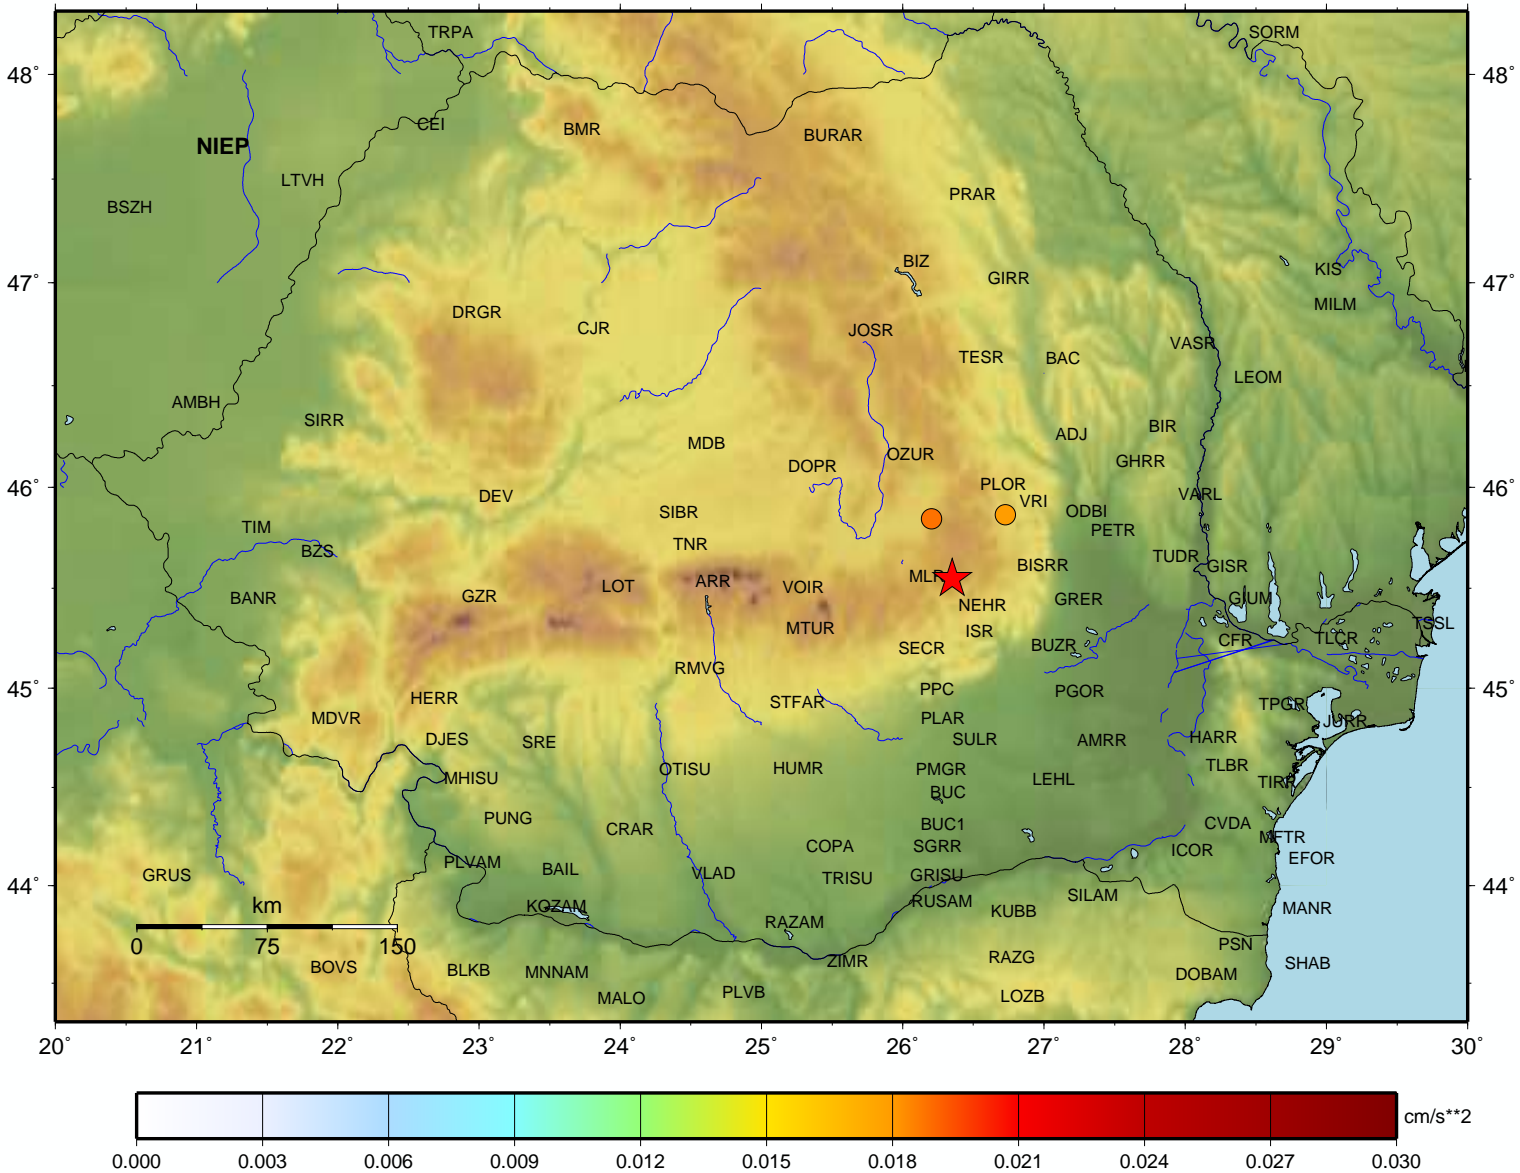 TRPA SORM
48° 48°
CEI BMR BURAR
NIEP
LTVH
BSZH PRAR
BIZ KIS
47° GIRR 47°
DRGR MILM
CJR JOSR
VASR
TESR BAC
LEOM
AMBH
SIRR BIR
MDB ADJ
OZUR GHRR
DOPR
46° DEV PLOR VARL 46°
VRI
SIBR ODBI
TIM PETR
TNR
BZS TUDR
BISRR GISR
LOT ARR VOIR
BANR GZR GRER GIUM
NEHR
MTUR ISR TSSL
SECR BUZR CFR TLCR
RMVG
45° HERR STFAR PPC PGOR 45°
TPGR
MDVR PLAR JURR
DJES SRE SULR AMRR HARR
OTISU HUMR PMGR TLBR
MHISU LEHL TIRR
BUC
PUNG CRAR BUC1 CVDA
MFTR
COPA SGRR ICOR
PLVAM EFOR
GRUS BAIL VLAD TRISU GRISU
44° 44°
SILAM
km KOZAM RUSAM KUBB MANR
RAZAM
0 75 150
PSN
BOVS BLKB MNNAM ZIMR RAZG SHAB
DOBAM
MALO PLVB LOZB
20° 21° 22° 23° 24° 25° 26° 27° 28° 29° 30°
cm/s**2
0.000 0.003 0.006 0.009 0.012 0.015 0.018 0.021 0.024 0.027 0.030